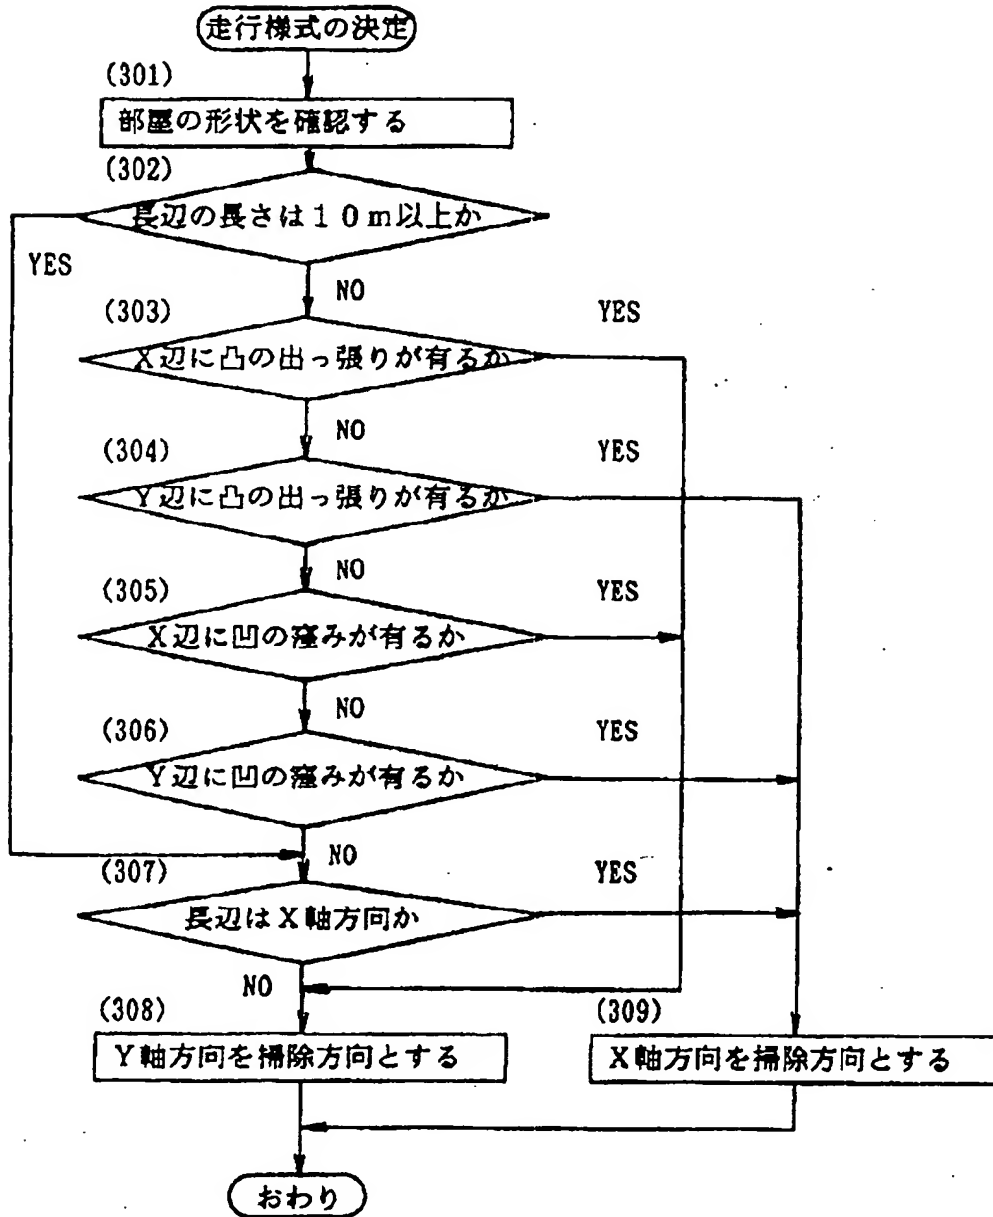 走行様式の決定
(301)
部屋の形状を確認する
(302)
長辺の長さは10m以上か
YES
NO
(303)
YES
X辺に凸の出っ張りが有るか
NO
(304)
YES
Y辺に凸の出っ張りが有るか
NO
(305)
YES
X辺に凹の窪みが有るか
NO
(306)
YES
Y辺に凹の窪みが有るか
NO
(307)
YES
長辺はX軸方向か
NO
(308)
(309)
Y軸方向を掃除方向とする
X軸方向を掃除方向とする
おわり